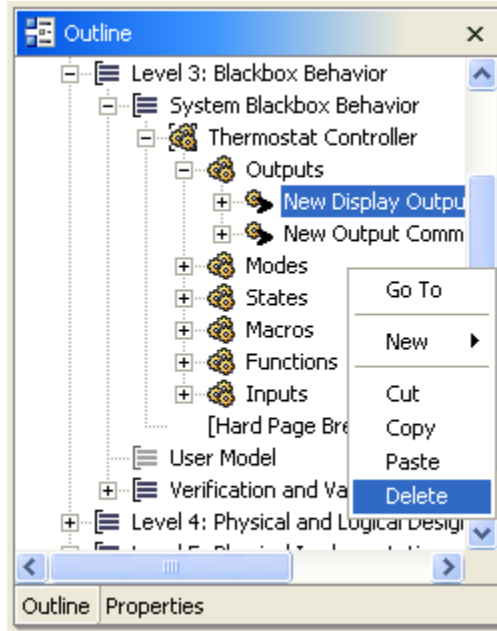 Outline
Level 3: Blackbox Behavior
System Blackbox Behavior
Thermostat Controller
Outputs
New Display Outpu
New Output Comm
Modes
States
Macros
Functions
Inputs
[Hard Page Bre
User Model
Verification and Va
Level 4: Physical and Logical Desig
Go To
New
Cut
Copy
Paste
Delete
Outline
Properties